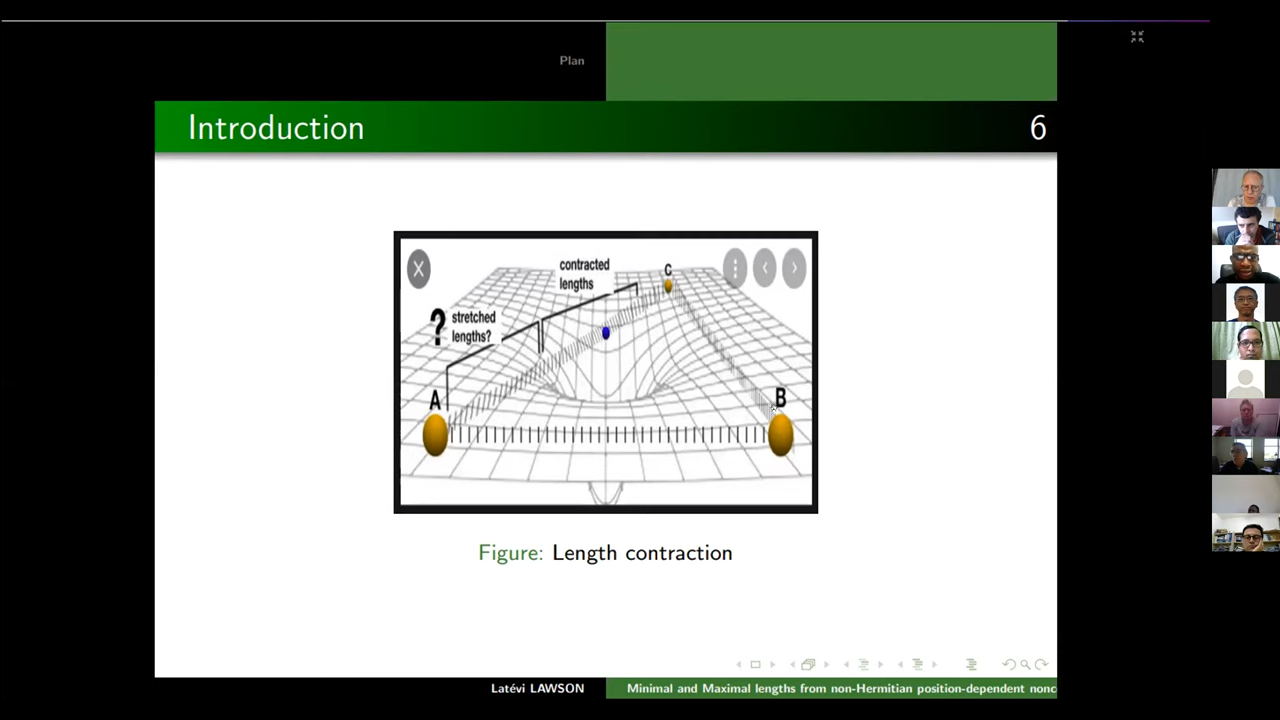 Plan
Introduction
6
contracted
lengths
C
?
stretched
lengths?
A
B
Figure: Length contraction
Latévi LAWSON
Minimal and Maximal lengths from non-Hermitian position-dependent nonc